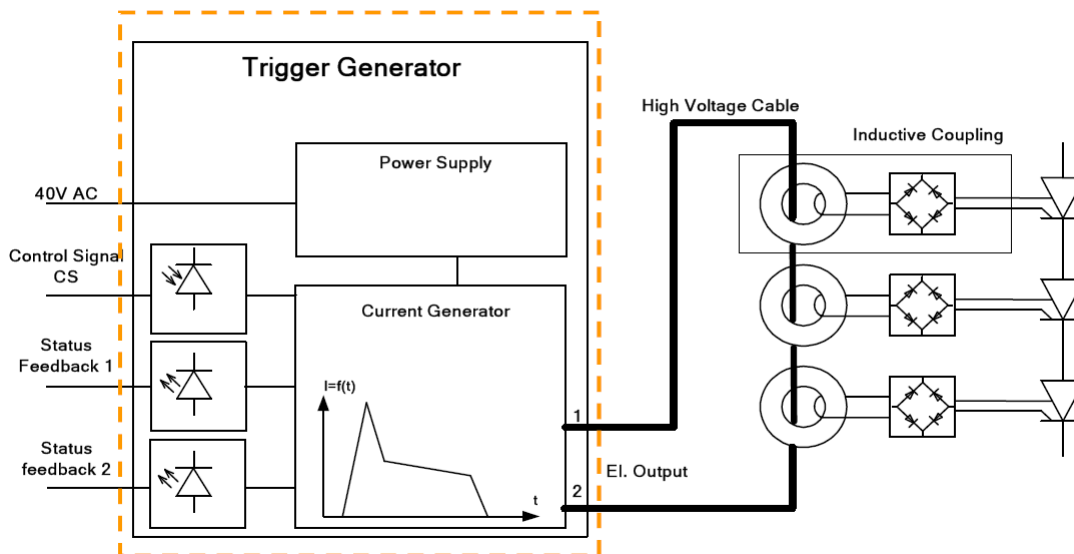 Trigger Generator
High Voltage Cable
Inductive Coupling
Power Supply
40V AC
Control Signal
CS
Current Generator
Status
Feedback 1
I=f(t)
1
Status
feedback 2
El. Output
2
t